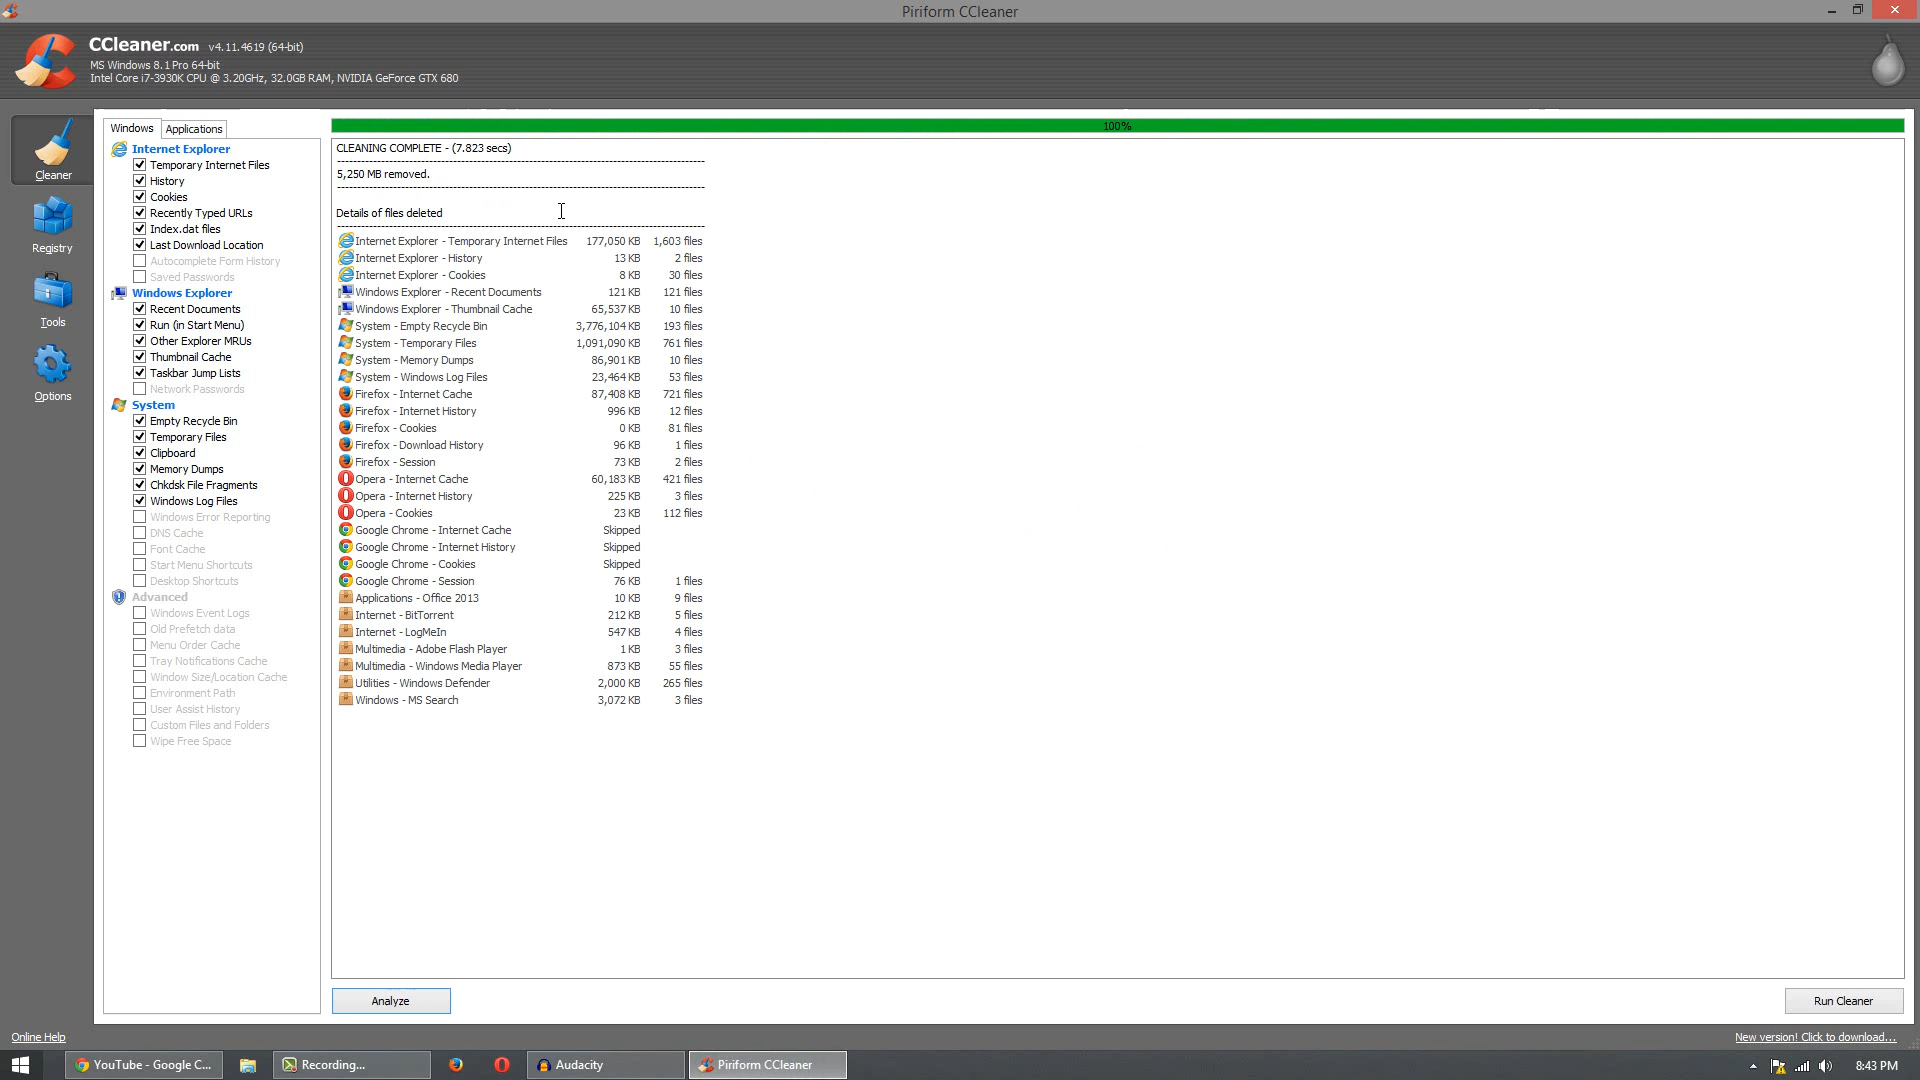 Piriform CCleaner
CCleaner.com v4.11.4619 (64-bit)
MS Windows 8.1 Pro 64-bit
Intel Core i7-3930K CPU @ 3.20GHz, 32.0GB RAM, NVIDIA GeForce GTX 680
Cleaner
Registry
Tools
Options
Windows
Applications
Internet Explorer
Temporary Internet Files
History
Cookies
Recently Typed URLs
Index.dat files
Last Download Location
Autocomplete Form History
Saved Passwords
Windows Explorer
Recent Documents
Run (in Start Menu)
Other Explorer MRUs
Thumbnail Cache
Taskbar Jump Lists
Network Passwords
System
Empty Recycle Bin
Temporary Files
Clipboard
Memory Dumps
Chkdsk File Fragments
Windows Log Files
Windows Error Reporting
DNS Cache
Font Cache
Start Menu Shortcuts
Desktop Shortcuts
Advanced
Windows Event Logs
Old Prefetch data
Menu Order Cache
Tray Notifications Cache
Window Size/Location Cache
Environment Path
User Assist History
Custom Files and Folders
Wipe Free Space
100%
CLEANING COMPLETE - (7.823 secs)
5,250 MB removed.
Details of files deleted
Internet Explorer - Temporary Internet Files 177,050 KB 1,603 files
Internet Explorer - History 13 KB 2 files
Internet Explorer - Cookies 8 KB 30 files
Windows Explorer - Recent Documents 121 KB 121 files
Windows Explorer - Thumbnail Cache 65,537 KB 10 files
System - Empty Recycle Bin 3,776,104 KB 193 files
System - Temporary Files 1,091,090 KB 761 files
System - Memory Dumps 86,901 KB 10 files
System - Windows Log Files 23,464 KB 53 files
Firefox - Internet Cache 87,408 KB 721 files
Firefox - Internet History 996 KB 12 files
Firefox - Cookies 0 KB 81 files
Firefox - Download History 96 KB 1 files
Firefox - Session 73 KB 2 files
Opera - Internet Cache 60,183 KB 421 files
Opera - Internet History 225 KB 3 files
Opera - Cookies 23 KB 112 files
Google Chrome - Internet Cache Skipped
Google Chrome - Internet History Skipped
Google Chrome - Cookies Skipped
Google Chrome - Session 76 KB 1 files
Applications - Office 2013 10 KB 9 files
Internet - BitTorrent 212 KB 5 files
Internet - LogMeIn 547 KB 4 files
Multimedia - Adobe Flash Player 1 KB 3 files
Multimedia - Windows Media Player 873 KB 55 files
Utilities - Windows Defender 2,000 KB 265 files
Windows - MS Search 3,072 KB 3 files
Analyze
Run Cleaner
Online Help
New version! Click to download...
YouTube - Google C...
Recording...
Audacity
Piriform CCleaner
8:43 PM